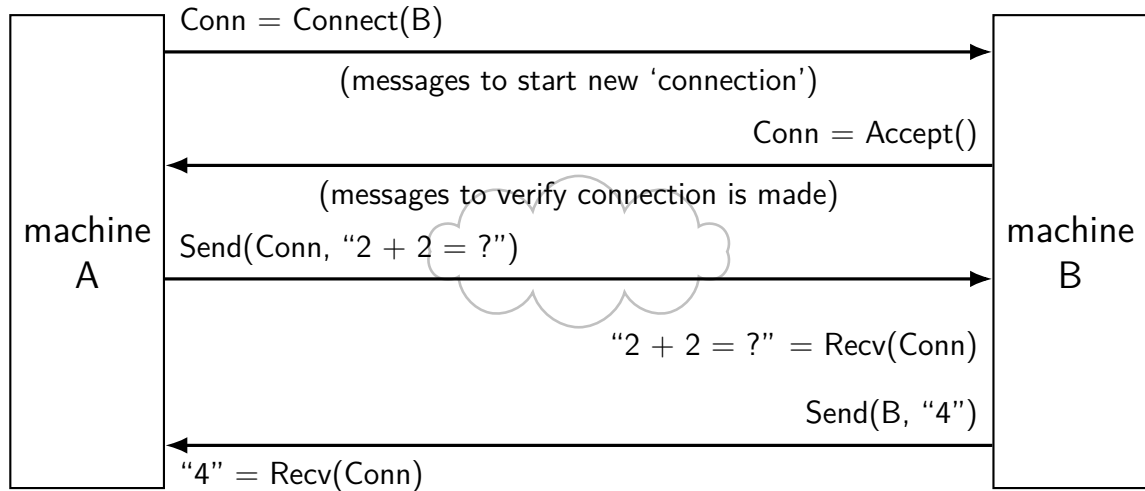 Conn = Connect(B)
(messages to start new ‘connection’)
Conn = Accept()
(messages to verify connection is made)
machine
A
machine
B
Send(Conn, “2 + 2 = ?”)
“2 + 2 = ?” = Recv(Conn)
Send(B, “4”)
“4” = Recv(Conn)